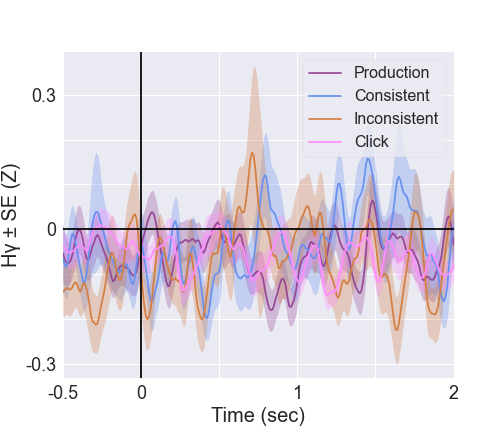 Production
Consistent
Inconsistent
Click
0.3
0
-0.3
Hγ ± SE (Z)
-0.5
0
1
2
Time (sec)